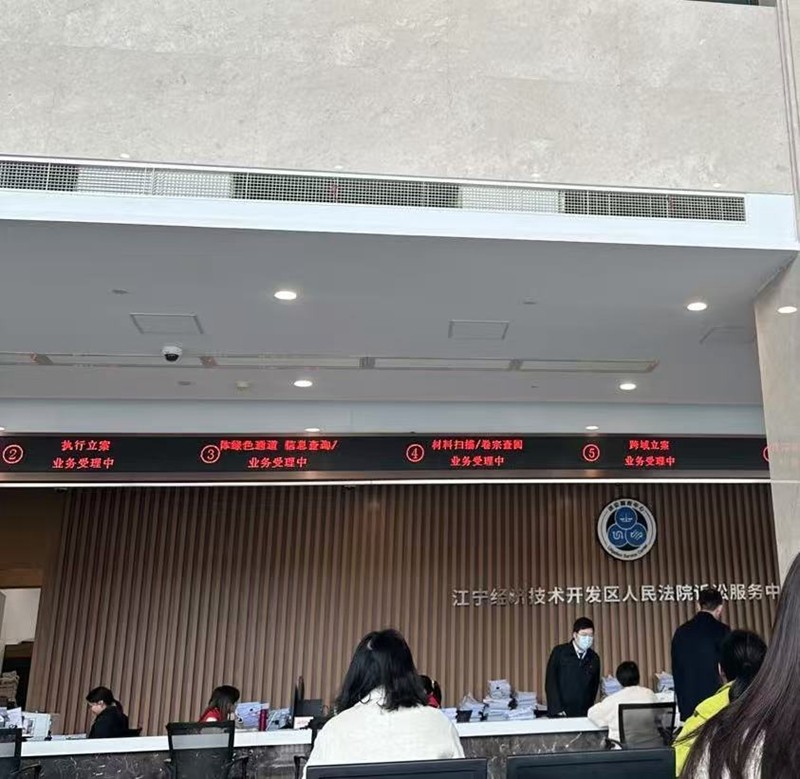 ② 执行立案
业务受理中
③ 绿色通道 信息查询/
业务受理中
④ 材料扫描/卷宗查阅
业务受理中
⑤ 跨域立案
业务受理中
江宁经济技术开发区人民法院诉讼服务中